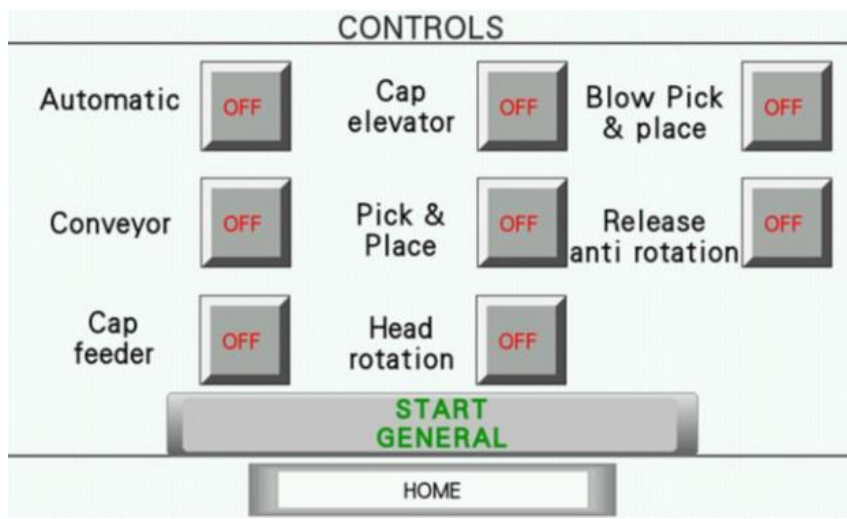 CONTROLS
Automatic
OFF
Cap
elevator
OFF
Blow Pick
& place
OFF
Conveyor
OFF
Pick &
Place
OFF
Release
anti rotation
OFF
Cap
feeder
OFF
Head
rotation
OFF
START
GENERAL
HOME